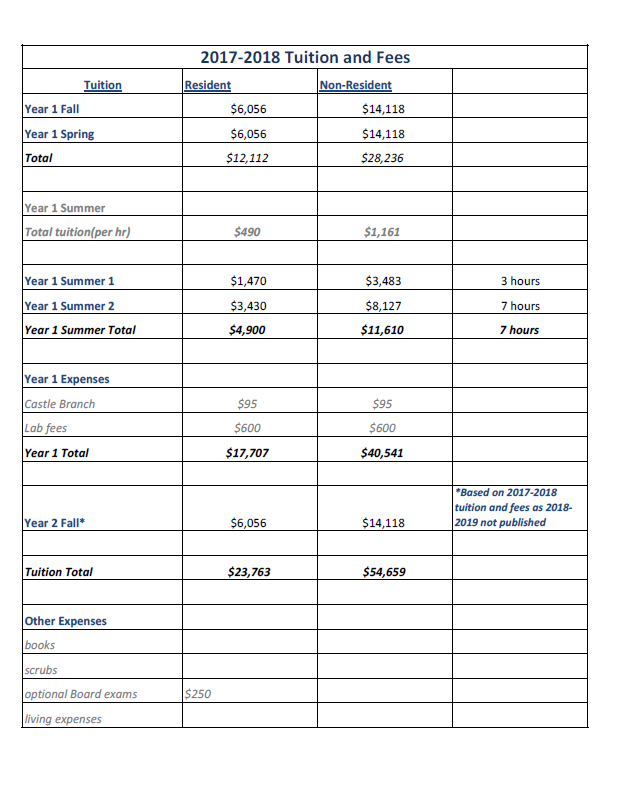 2017-2018 Tuition and Fees
Tuition Resident Non-Resident
Year 1 Fall $6,056 $14,118
Year 1 Spring $6,056 $14,118
Total $12,112 $28,236
Year 1 Summer
Total tuition(per hr) $490 $1,161
Year 1 Summer 1 $1,470 $3,483 3 hours
Year 1 Summer 2 $3,430 $8,127 7 hours
Year 1 Summer Total $4,900 $11,610 7 hours
Year 1 Expenses
Castle Branch $95 $95
Lab fees $600 $600
Year 1 Total $17,707 $40,541
*Based on 2017-2018
tuition and fees as 2018-
Year 2 Fall* $6,056 $14,118 2019 not published
Tuition Total $23,763 $54,659
Other Expenses
books
scrubs
optional Board exams $250
living expenses